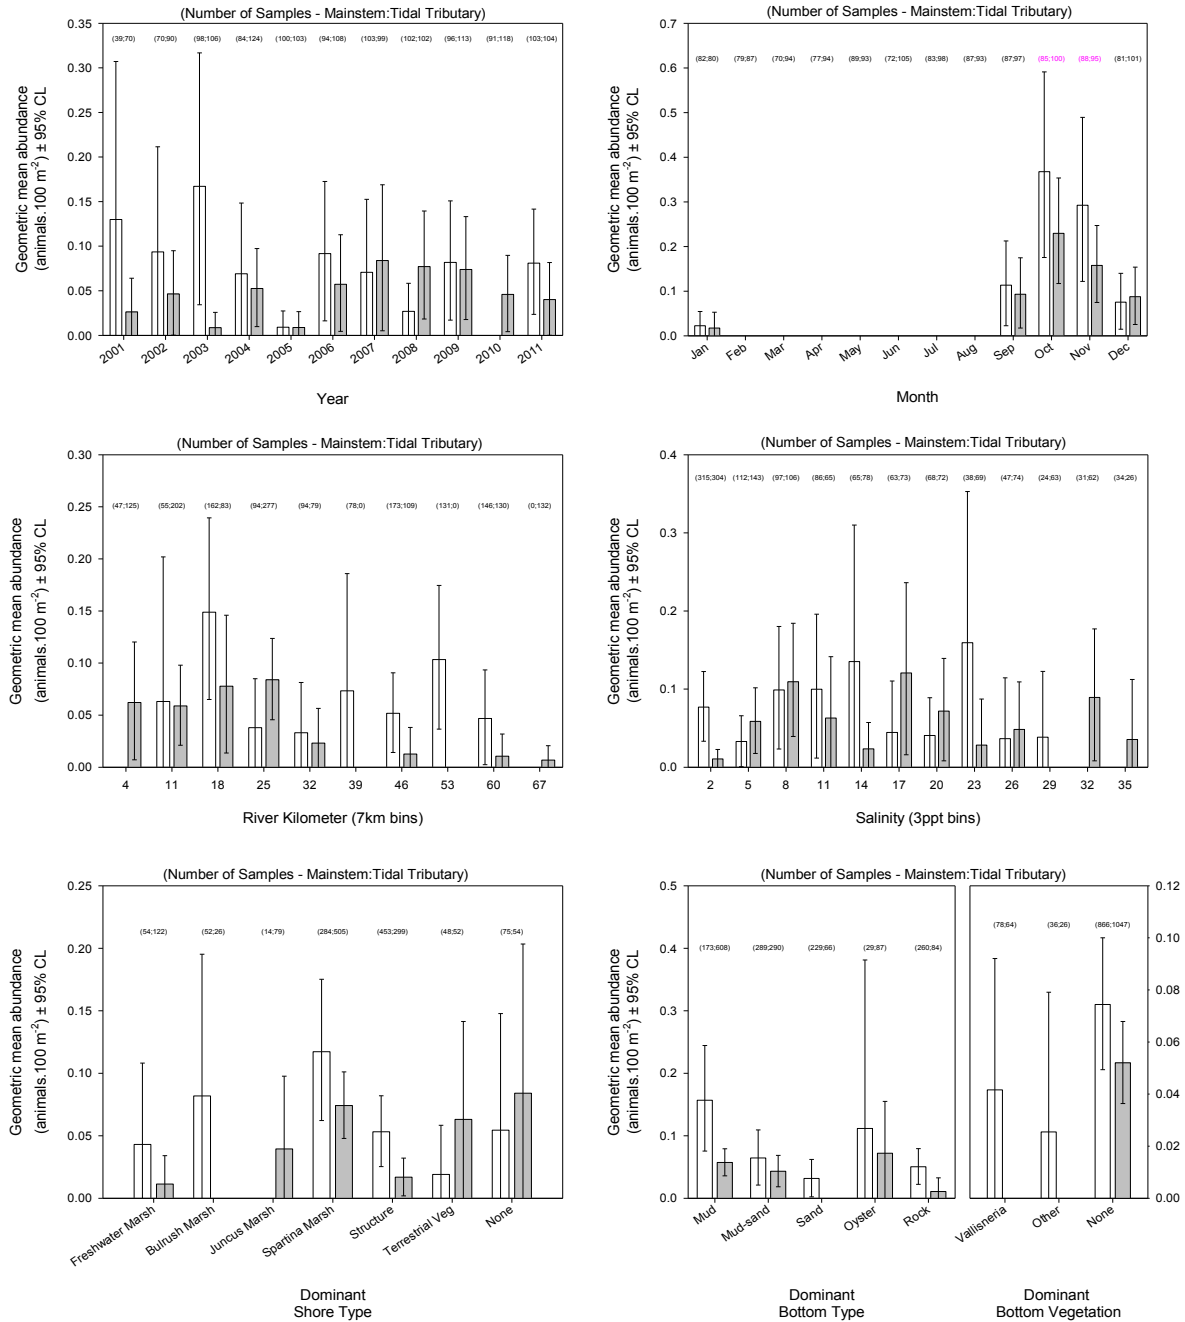 (Number of Samples - Mainstem:Tidal Tributary)
(39;70) (70;90) (98;106) (84;124) (100;103) (94;108) (103;99) (102;102) (96;113) (91;118) (103;104)
0.35
0.30
0.25
0.20
0.15
0.10
0.05
0.00
Geometric mean abundance
(animals.100 m-2) ± 95% CL
2001 2002 2003 2004 2005 2006 2007 2008 2009 2010 2011
Year
(Number of Samples - Mainstem:Tidal Tributary)
(82;80) (79;87) (70;94) (77;94) (89;93) (72;105) (83;98) (87;93) (87;97) (85;100) (88;95) (81;101)
0.7
0.6
0.5
0.4
0.3
0.2
0.1
0.0
Geometric mean abundance
(animals.100 m-2) ± 95% CL
Jan Feb Mar Apr May Jun Jul Aug Sep Oct Nov Dec
Month
(Number of Samples - Mainstem:Tidal Tributary)
(47;125) (55;202) (162;83) (94;277) (94;79) (78;0) (173;109) (131;0) (146;130) (0;132)
0.30
0.25
0.20
0.15
0.10
0.05
0.00
Geometric mean abundance
(animals.100 m-2) ± 95% CL
4 11 18 25 32 39 46 53 60 67
River Kilometer (7km bins)
(Number of Samples - Mainstem:Tidal Tributary)
(315;304) (112;143) (97;106) (86;65) (65;78) (63;73) (68;72) (38;69) (47;74) (24;63) (31;62) (34;26)
0.4
0.3
0.2
0.1
0.0
Geometric mean abundance
(animals.100 m-2) ± 95% CL
2 5 8 11 14 17 20 23 26 29 32 35
Salinity (3ppt bins)
(Number of Samples - Mainstem:Tidal Tributary)
(54;122) (52;26) (14;79) (284;505) (453;299) (48;52) (75;54)
0.25
0.20
0.15
0.10
0.05
0.00
Geometric mean abundance
(animals.100 m-2) ± 95% CL
Freshwater Marsh Bulrush Marsh Juncus Marsh Spartina Marsh Structure Terrestrial Veg None
Dominant
Shore Type
(Number of Samples - Mainstem:Tidal Tributary)
(173;608) (289;290) (229;66) (29;87) (260;84) (78;64) (36;26) (866;1047)
0.5
0.4
0.3
0.2
0.1
0.0
Geometric mean abundance
(animals.100 m-2) ± 95% CL
0.12
0.10
0.08
0.06
0.04
0.02
0.00
Mud Mud-sand Sand Oyster Rock Vallisneria Other None
Dominant
Bottom Type
Dominant
Bottom Vegetation